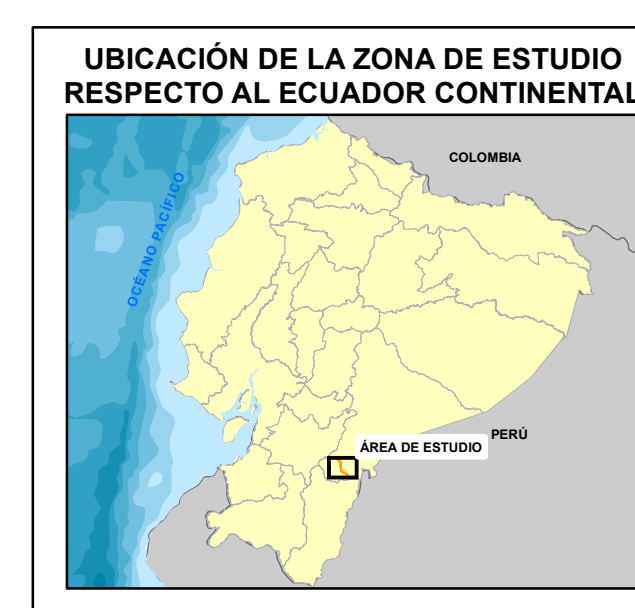 UBICACIÓN DE LA ZONA DE ESTUDIO
RESPECTO AL ECUADOR CONTINENTAL
COLOMBIA
OCÉANO PACÍFICO
PERÚ
ÁREA DE ESTUDIO